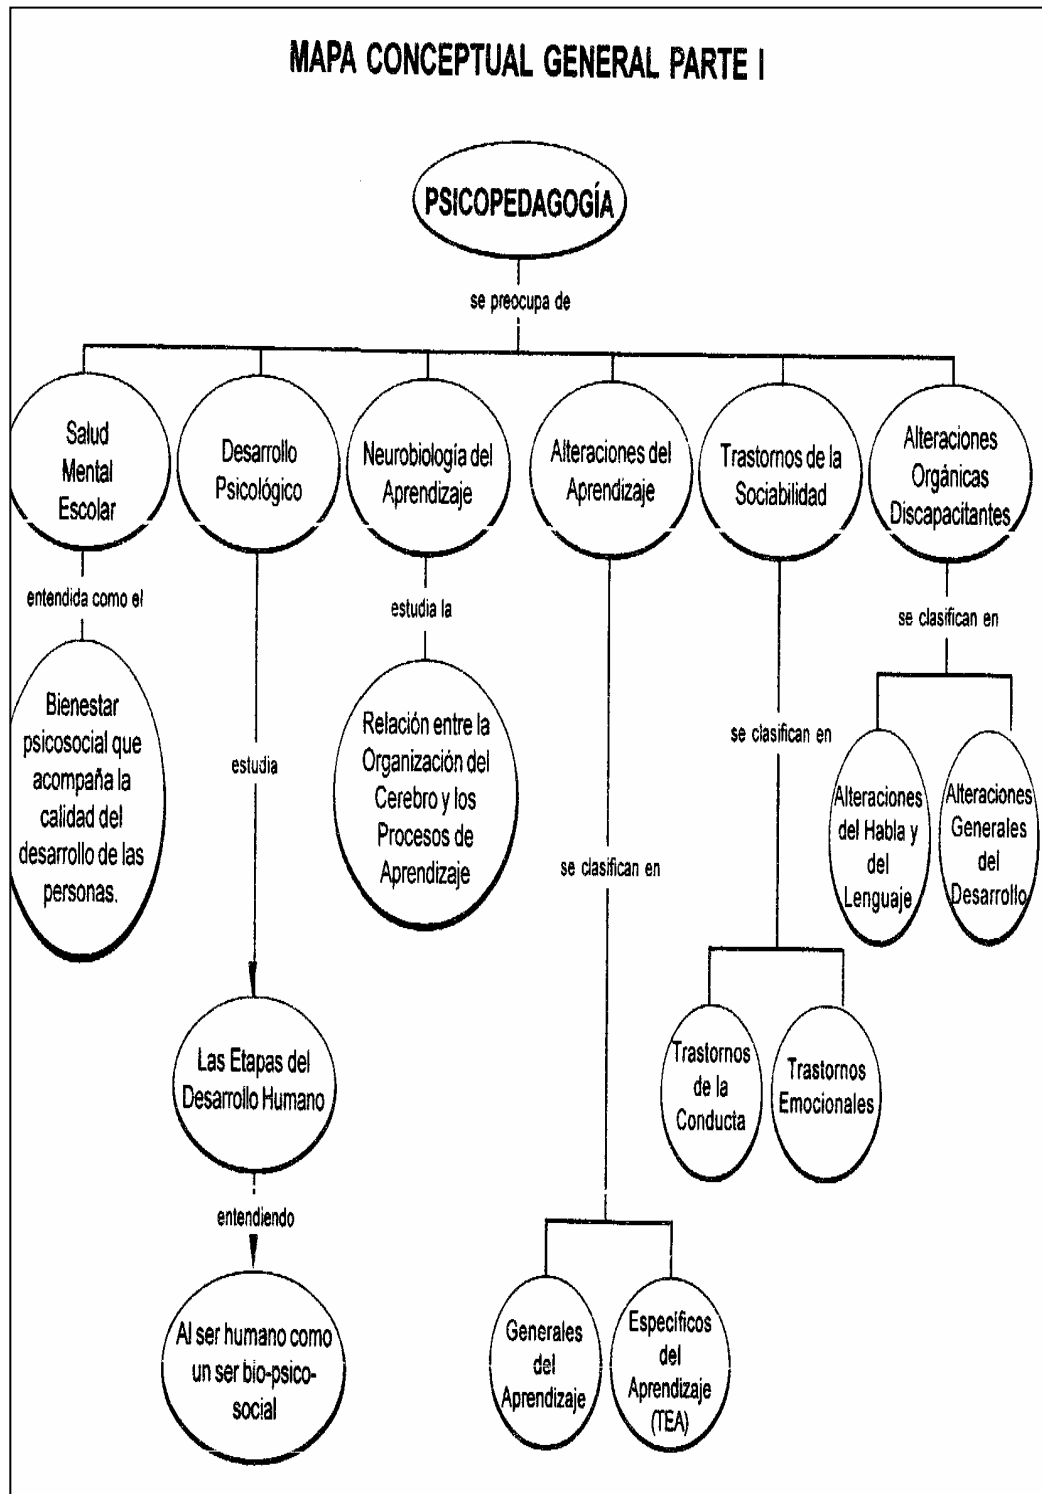 MAPA CONCEPTUAL GENERAL PARTE I
PSICOPEDAGOGÍA
se preocupa de
Salud
Mental
Escolar
Desarrollo
Psicológico
Neurobiología del
Aprendizaje
Alteraciones del
Aprendizaje
Trastornos de la
Sociabilidad
Alteraciones
Orgánicas
Discapacitantes
entendida como el
estudia la
se clasifican en
Bienestar
psicosocial que
acompaña la
calidad del
desarrollo de las
personas.
estudia
Relación entre la
Organización del
Cerebro y los
Procesos de
Aprendizaje
se clasifican en
se clasifican en
Alteraciones
del Habla y
del
Lenguaje
Alteraciones
Generales
del
Desarrollo
Las Etapas del
Desarrollo Humano
Trastornos
de la
Conducta
Trastornos
Emocionales
entendiendo
Al ser humano como
un ser bio-psico-
social
Generales
del
Aprendizaje
Específicos
del
Aprendizaje
(TEA)